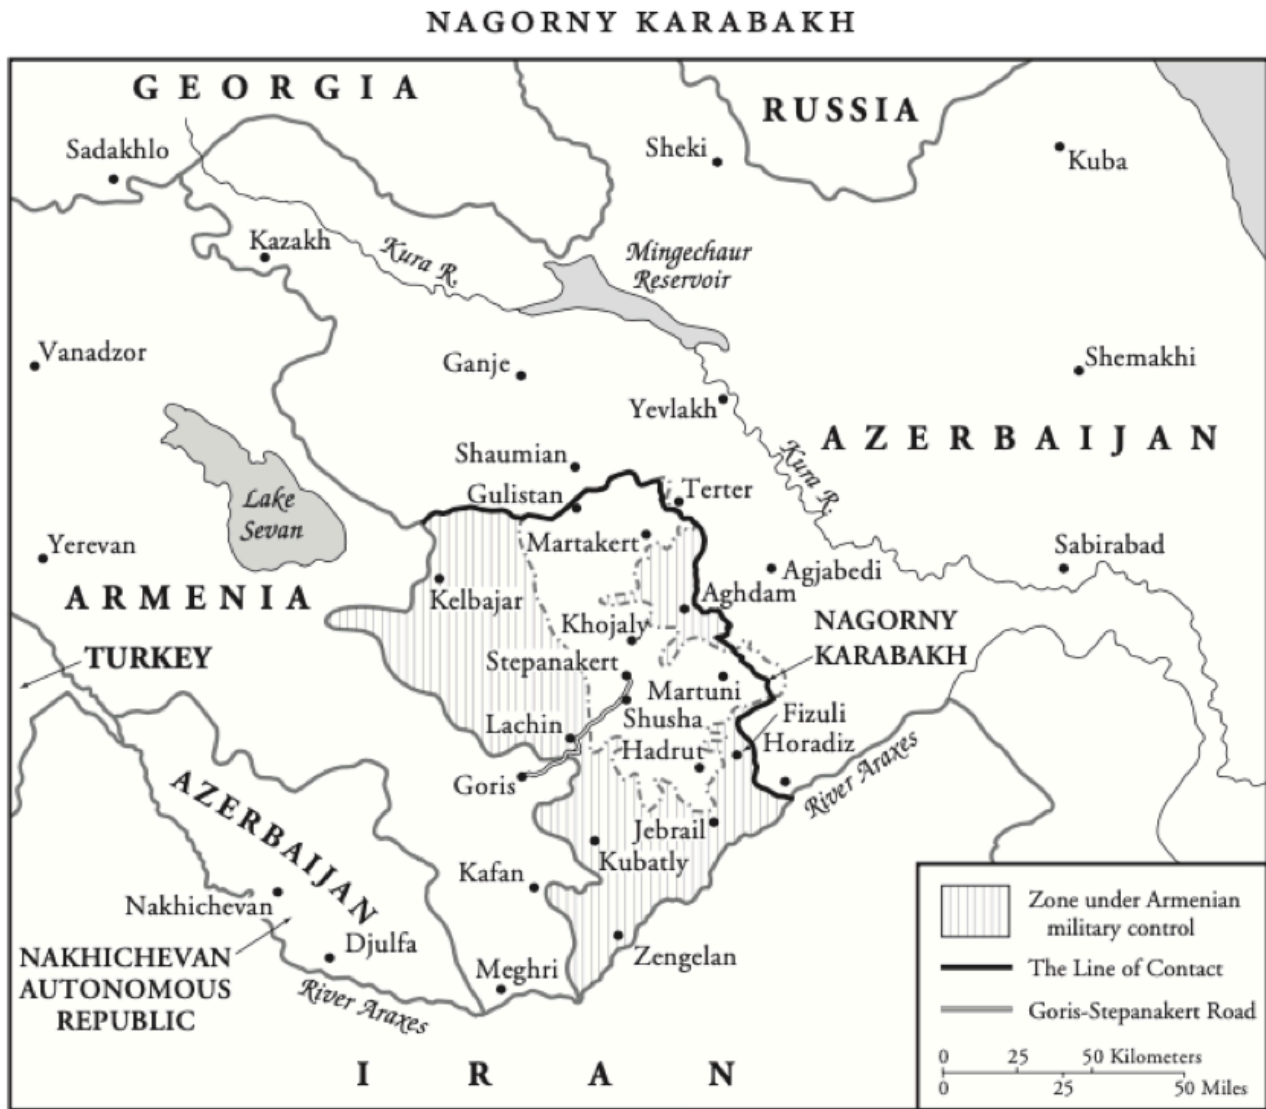 NAGORNY KARABAKH
GEORGIA
RUSSIA
Sadakhlo
Sheki
Kuba
Kazakh
Kura R.
Mingechaur
Reservoir
Vanadzor
Ganje
Shemakhi
Yevlakh
AZERBAIJAN
Kura R.
Shaumian
Gulistan
Terter
Lake
Sevan
Martakert
Yerevan
Sabirabad
Agjabedi
ARMENIA
Kelbajar
Aghdam
Khojaly
NAGORNY
KARABAKH
TURKEY
Stepanakert
Martuni
Shusha
Fizuli
Lachin
Hadrut
Horadiz
Goris
River Araxes
AZERBAIJAN
Jebrail
Kubatly
Kafan
Nakhichevan
Djulfa
Zengelan
NAKHICHEVAN
AUTONOMOUS
REPUBLIC
Meghri
River Araxes
IRAN
Zone under Armenian
military control
The Line of Contact
Goris-Stepanakert Road
0 25 50 Kilometers
0 25 50 Miles